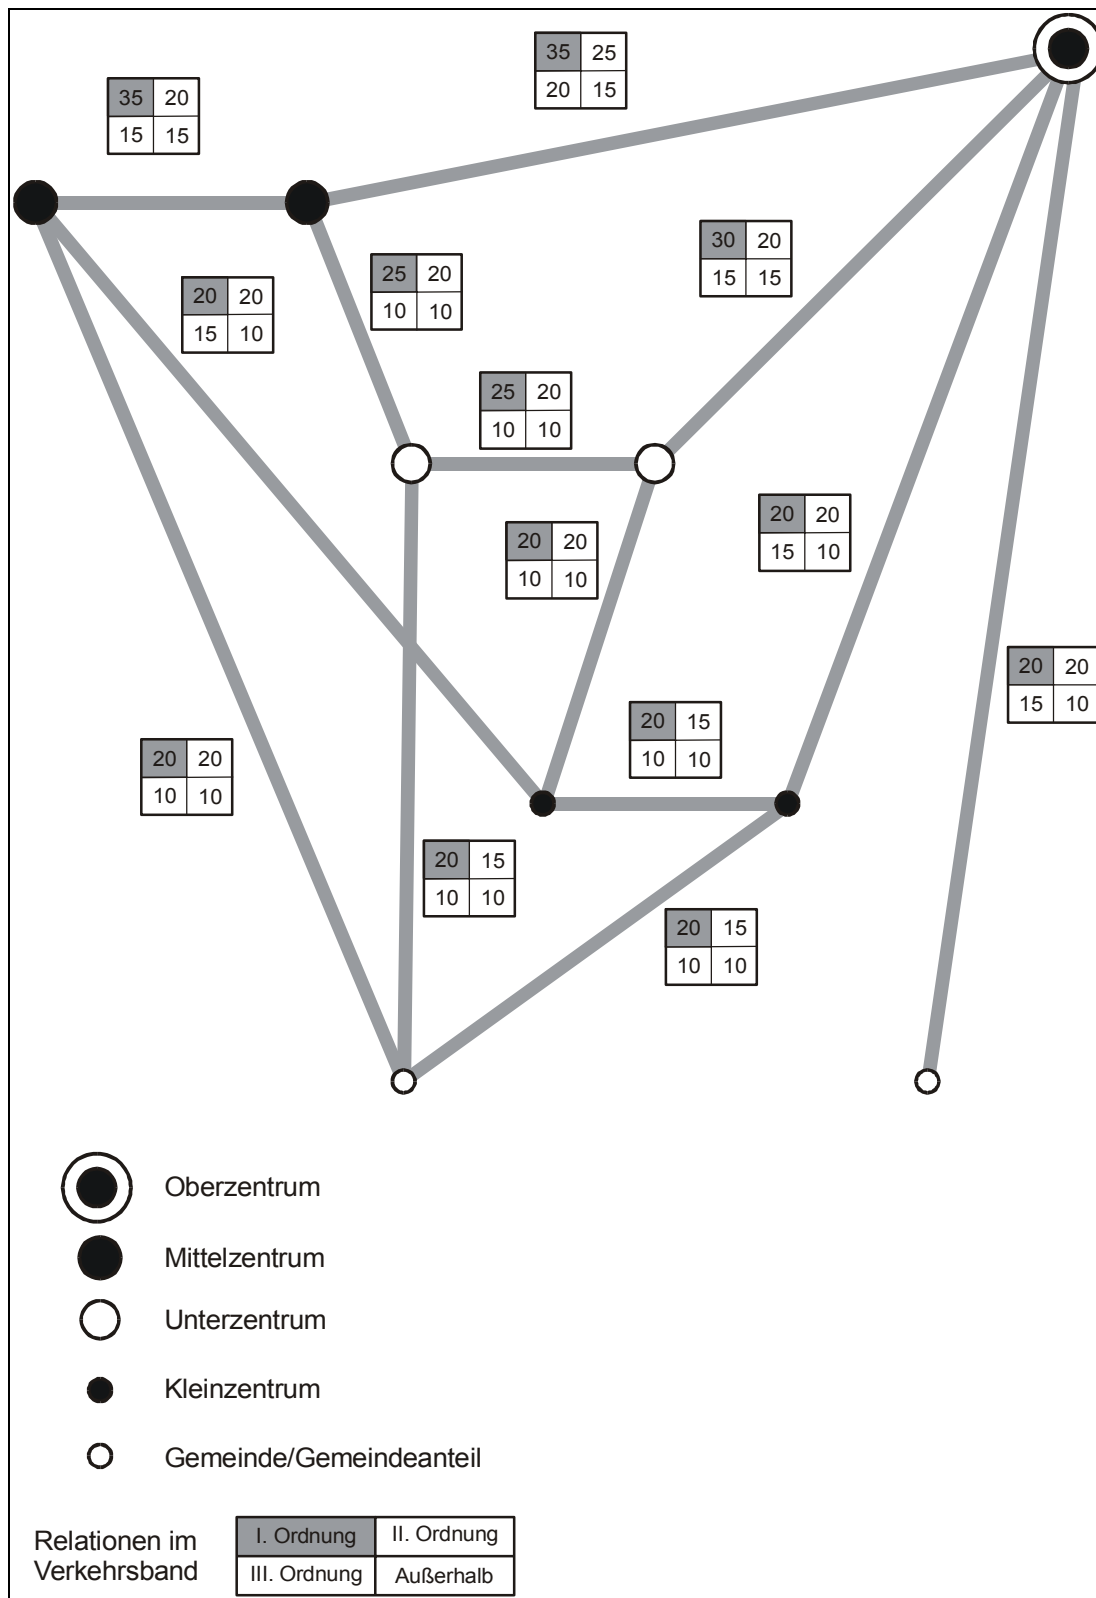 35 25
20 15
35 20
15 15
30 20
15 15
25 20
10 10
20 20
15 10
25 20
10 10
20 20
15 10
20 20
10 10
20 20
15 10
20 15
10 10
20 20
10 10
20 15
10 10
20 15
10 10
Oberzentrum
Mittelzentrum
Unterzentrum
Kleinzentrum
Gemeinde/Gemeindeanteil
Relationen im
Verkehrsband
I. Ordnung II. Ordnung
III. Ordnung Außerhalb